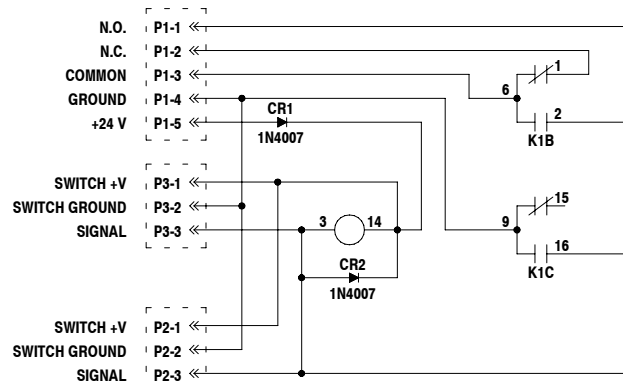 N.O. P1-1
N.C. P1-2
COMMON P1-3
GROUND P1-4
+24 V P1-5
CR1
1N4007
1
6
2
K1B
SWITCH +V P3-1
SWITCH GROUND P3-2
SIGNAL P3-3
3 14
CR2
1N4007
15
9
16
K1C
SWITCH +V P2-1
SWITCH GROUND P2-2
SIGNAL P2-3